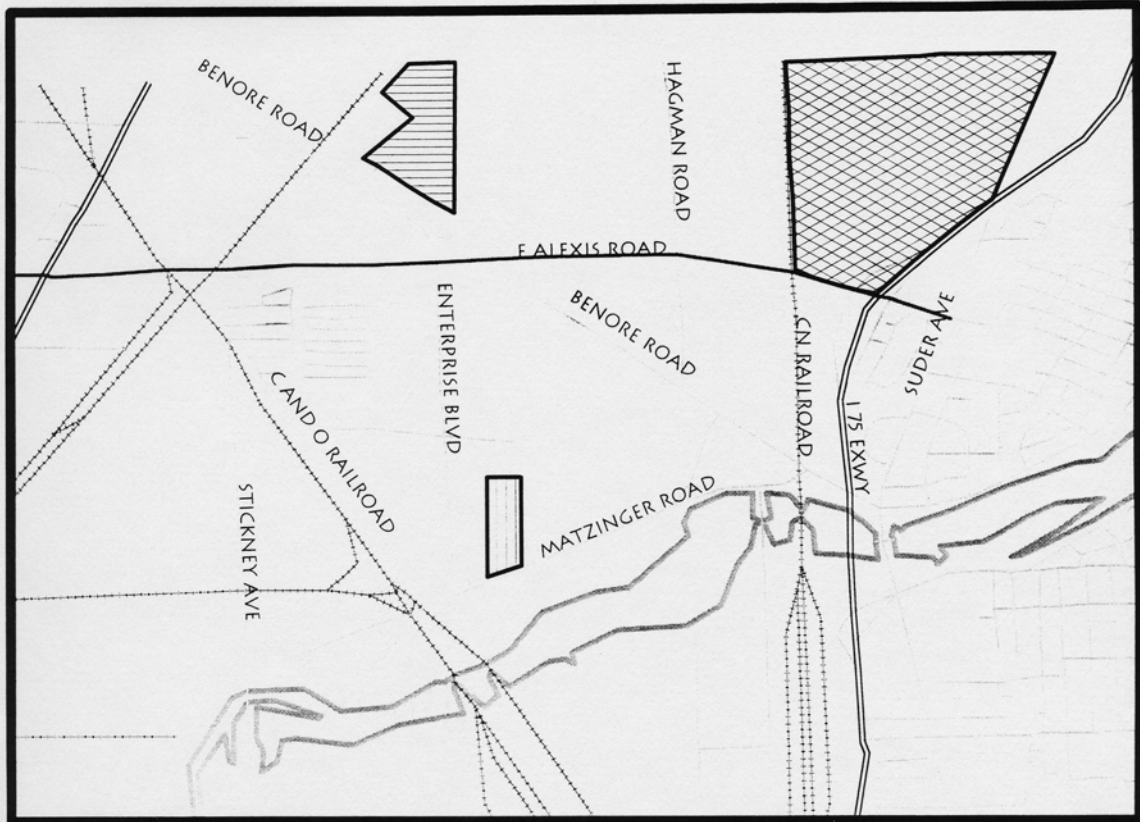 BENORE ROAD
HAGMAN ROAD
E ALEXIS ROAD
ENTERPRISE BLVD
BENORE ROAD
CN RAILROAD
SUDER AVE
C AND O RAILROAD
I 75 EXWY
STICKNEY AVE
MATZINGER ROAD